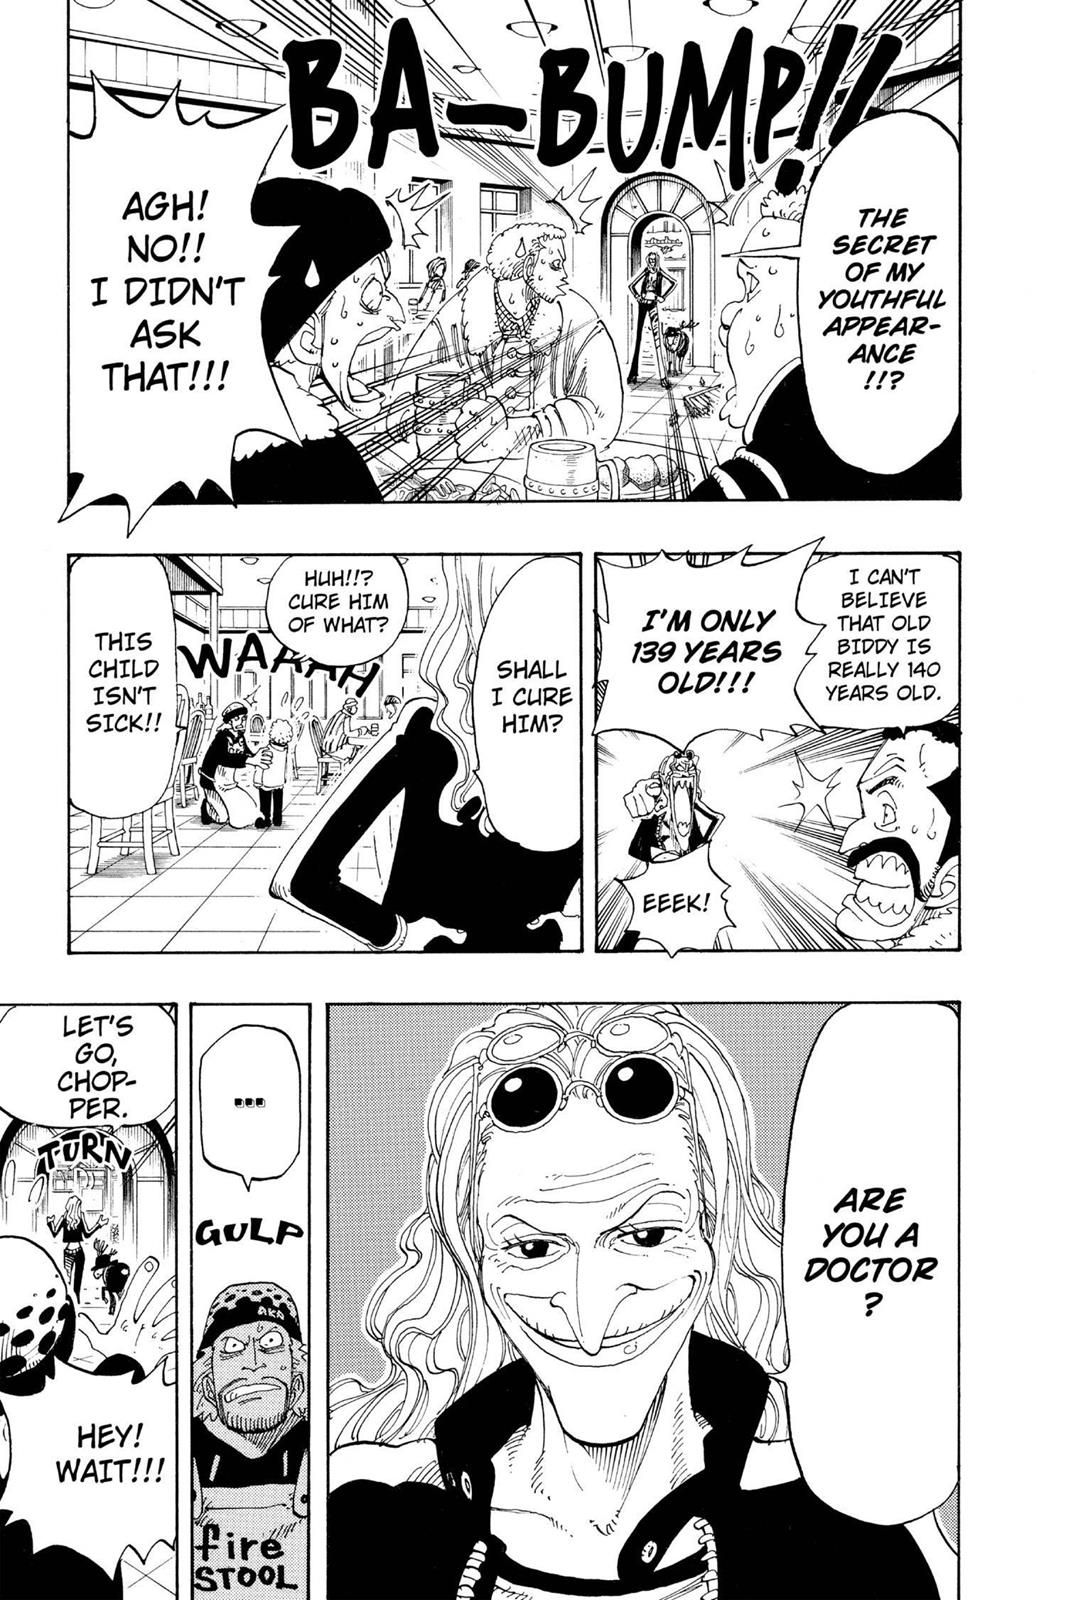 BA-BUMP!!
THE
SECRET
OF MY
YOUTHFUL
APPEAR-
ANCE
!!?
AGH!
NO!!
I DIDN'T
ASK
THAT!!!
I CAN'T
BELIEVE
THAT OLD
BIDDY IS
REALLY 140
YEARS OLD.
I'M ONLY
139 YEARS
OLD!!!
EEEK!
SHALL
I CURE
HIM?
HUH!!?
CURE HIM
OF WHAT?
WAAAAH
THIS
CHILD
ISN'T
SICK!!
ARE
YOU A
DOCTOR
?
...
GULP
AKA
fire
STOOL
LET'S
GO,
CHOP-
PER.
TURN
HEY!
WAIT!!!